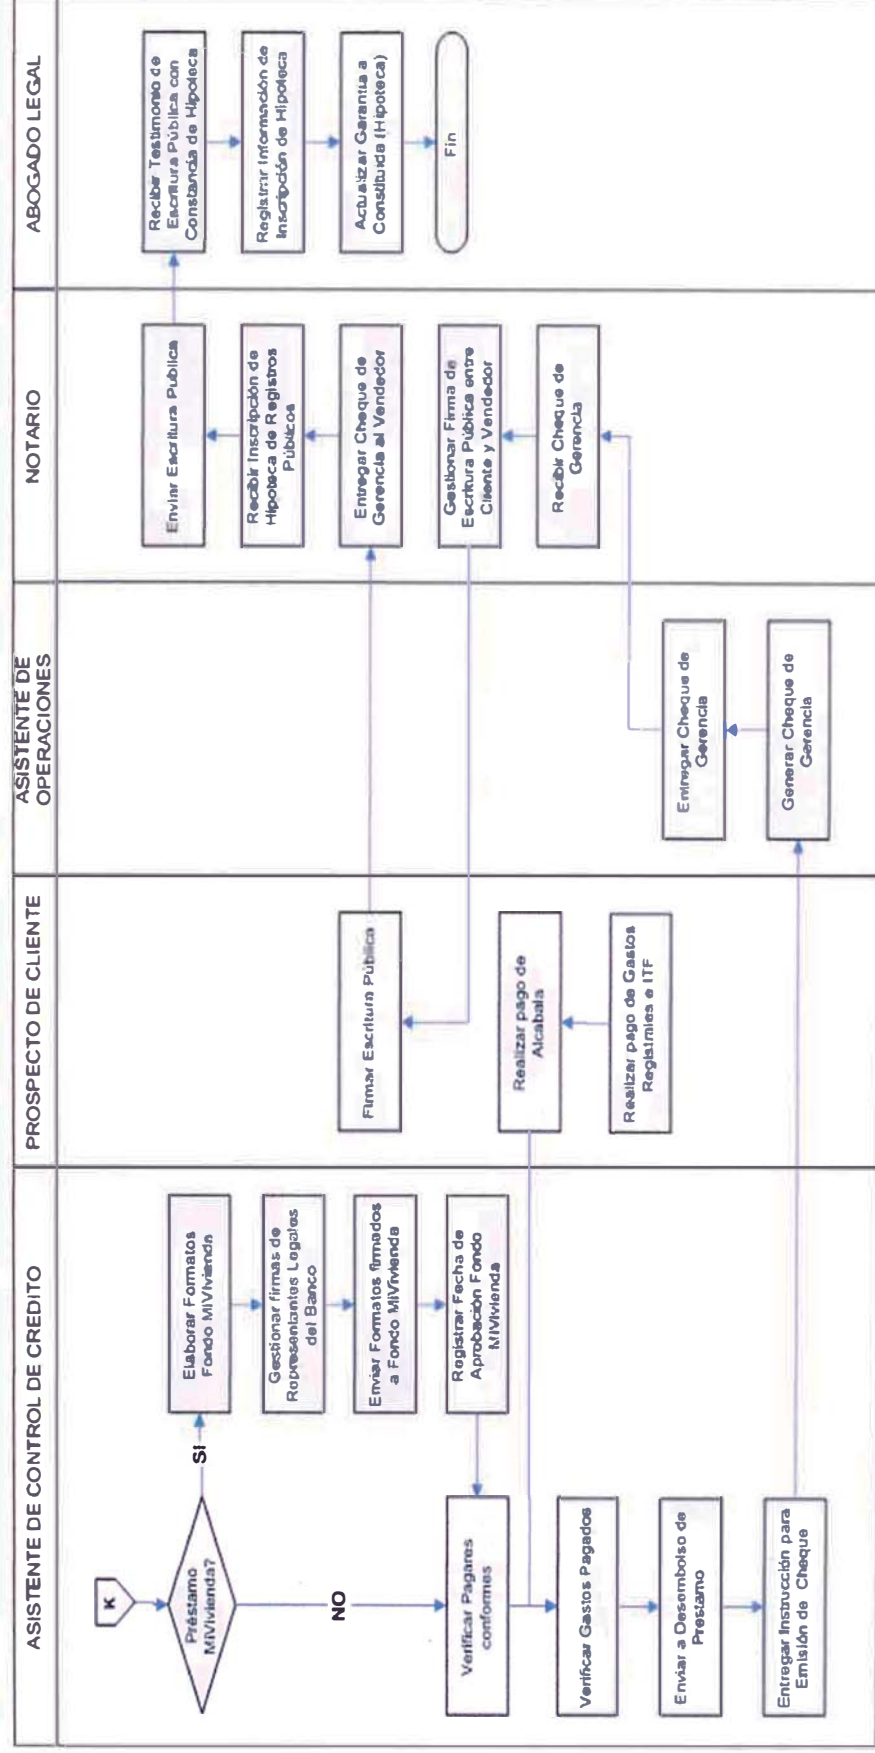 ASISTENTE DE CONTROL DE CREDITO
K
Préstamo
MiVivienda?
SI
NO
Elaborar Formatos
Fondo MiVivienda
Gestionar firmas de
Representantes Legales
del Banco
Enviar Formatos firmados
a Fondo MiVivienda
Registrar Fecha de
Aprobación Fondo
MiVivienda
Verificar Pagares
conformes
Verificar Gastos Pagados
Enviar a Desembolso de
Prestamo
Entregar Instrucción para
Emisión de Cheque
PROSPECTO DE CLIENTE
Firmar Escritura Pública
Realizar pago de
Alcabala
Realizar pago de Gastos
Registrales e ITF
ASISTENTE DE
OPERACIONES
Entregar Cheque de
Gerencia
Generar Cheque de
Gerencia
NOTARIO
Enviar Escritura Publica
Recibir Inscripción de
Hipoteca de Registros
Públicos
Entregar Cheque de
Gerencia al Vendedor
Gestionar Firma de
Escritura Pública entre
Cliente y Vendedor
Recibir Cheque de
Gerencia
ABOGADO LEGAL
Recibir Testimonio de
Escritura Pública con
Constancia de Hipoteca
Registrar Información de
Inscripción de Hipoteca
Actualizar Garantia a
Constituida (Hipoteca)
Fin